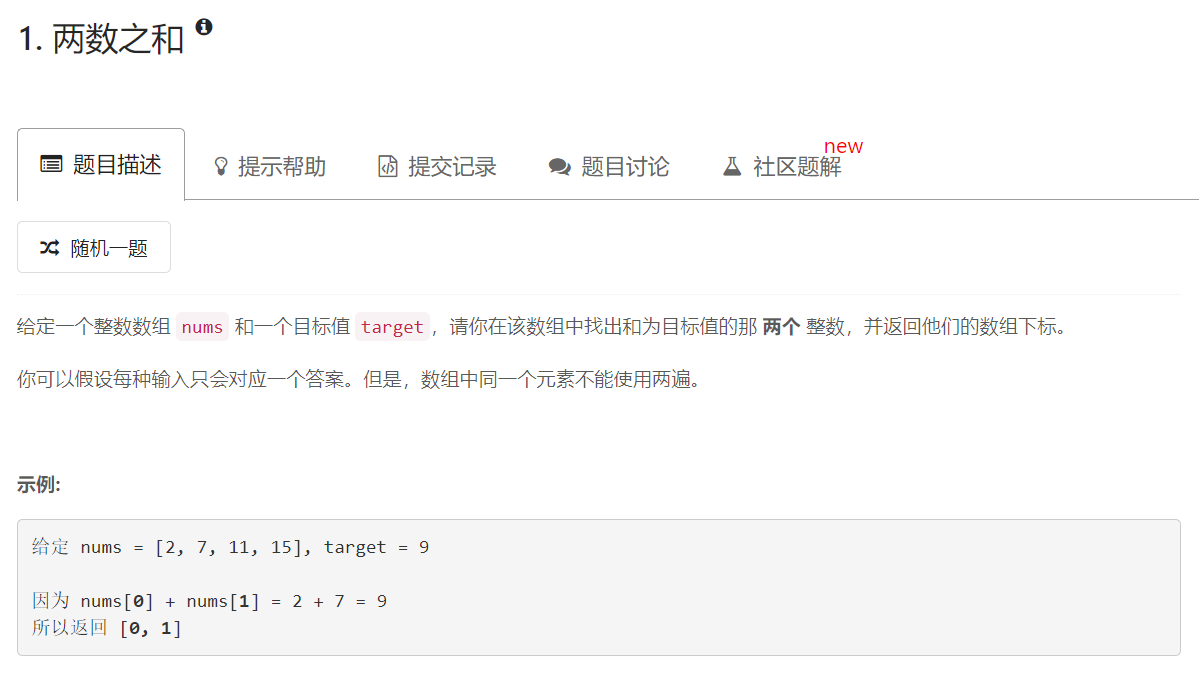 1. 两数之和
new
题目描述 提示帮助 提交记录 题目讨论 社区题解
随机一题
给定一个整数数组 nums 和一个目标值 target，请你在该数组中找出和为目标值的那 两个 整数，并返回他们的数组下标。
你可以假设每种输入只会对应一个答案。但是，数组中同一个元素不能使用两遍。
示例:
给定 nums = [2, 7, 11, 15], target = 9
因为 nums[0] + nums[1] = 2 + 7 = 9
所以返回 [0, 1]